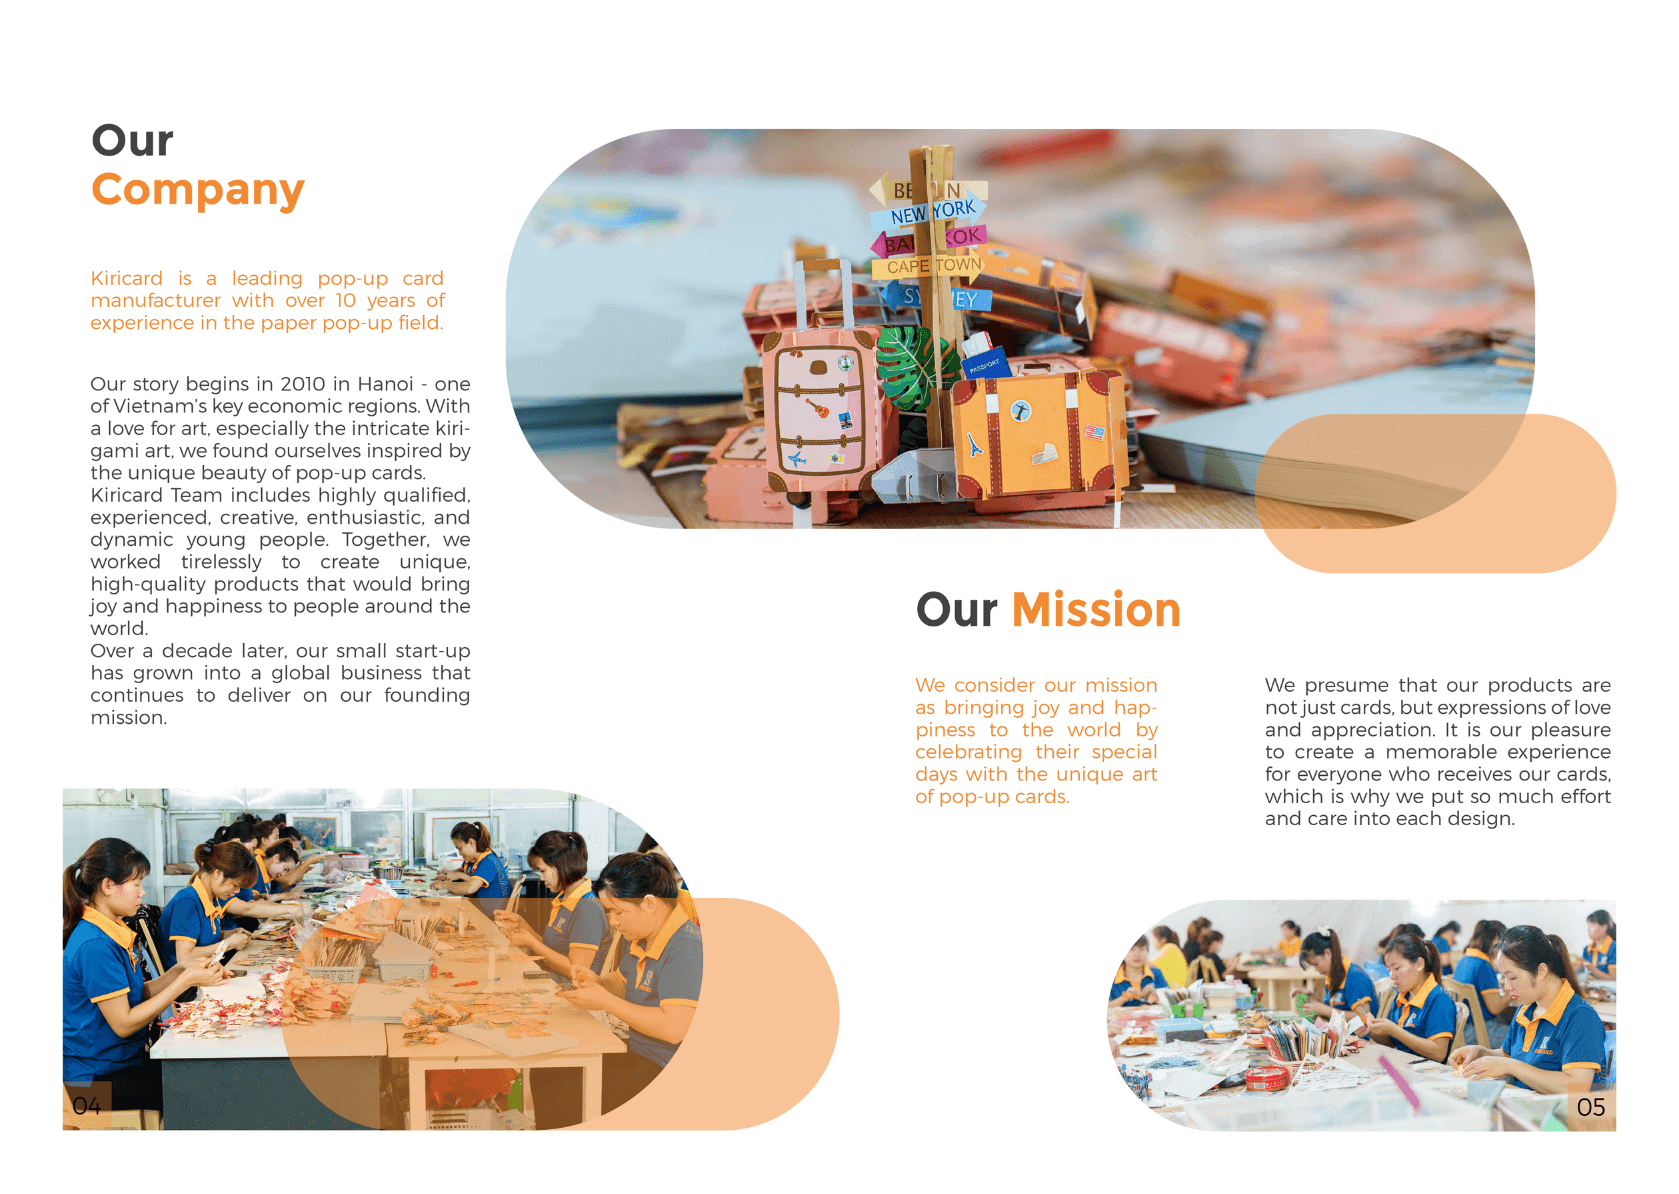 Our
Company
Kiricard is a leading pop-up card
manufacturer with over 10 years of
experience in the paper pop-up field.
Our story begins in 2010 in Hanoi - one
of Vietnam's key economic regions. With
a love for art, especially the intricate kiri-
gami art, we found ourselves inspired by
the unique beauty of pop-up cards.
Kiricard Team includes highly qualified,
experienced, creative, enthusiastic, and
dynamic young people. Together, we
worked tirelessly to create unique,
high-quality products that would bring
joy and happiness to people around the
world.
Over a decade later, our small start-up
has grown into a global business that
continues to deliver on our founding
mission.
NEW YORK
CAPE TOWN
PASSPORT
Our Mission
We consider our mission
as bringing joy and hap-
piness to the world by
celebrating their special
days with the unique art
of pop-up cards.
We presume that our products are
not just cards, but expressions of love
and appreciation. It is our pleasure
to create a memorable experience
for everyone who receives our cards,
which is why we put so much effort
and care into each design.
04
05